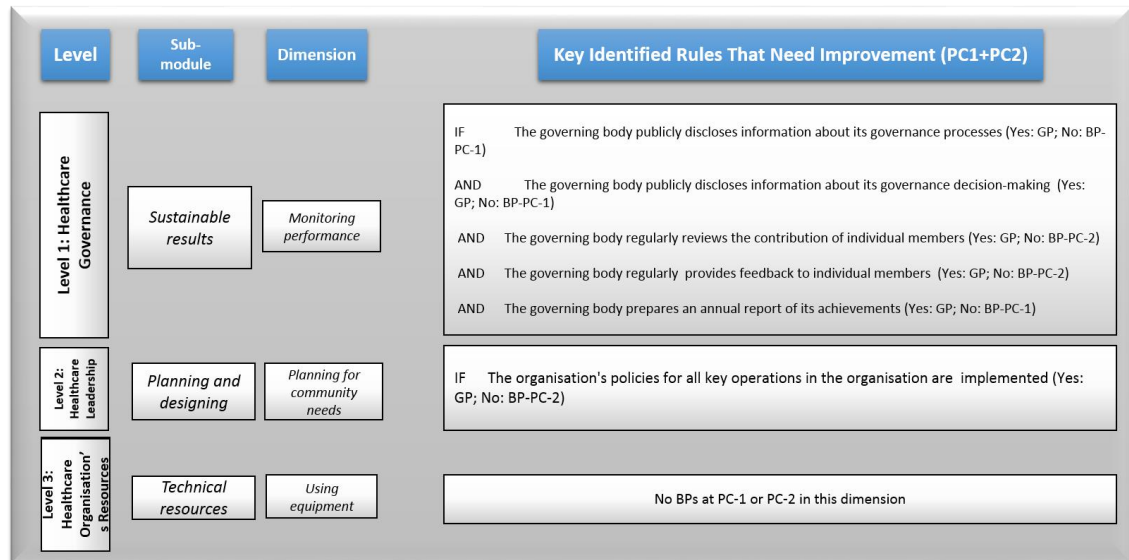 Level
Sub-
module
Dimension
Key Identified Rules That Need Improvement (PC1+PC2)
Level 1: Healthcare
Governance
Sustainable
results
Monitoring
performance
IF The governing body publicly discloses information about its governance processes (Yes: GP; No: BP-
PC-1)
AND The governing body publicly discloses information about its governance decision-making (Yes:
GP; No: BP-PC-1)
AND The governing body regularly reviews the contribution of individual members (Yes: GP; No: BP-PC-2)
AND The governing body regularly provides feedback to individual members (Yes: GP; No: BP-PC-2)
AND The governing body prepares an annual report of its achievements (Yes: GP; No: BP-PC-1)
Level 2:
Healthcare
Leadership
Planning and
designing
Planning for
community
needs
IF The organisation's policies for all key operations in the organisation are implemented (Yes:
GP; No: BP-PC-2)
Level 3:
Healthcare
Organisation’
s Resources
Technical
resources
Using
equipment
No BPs at PC-1 or PC-2 in this dimension